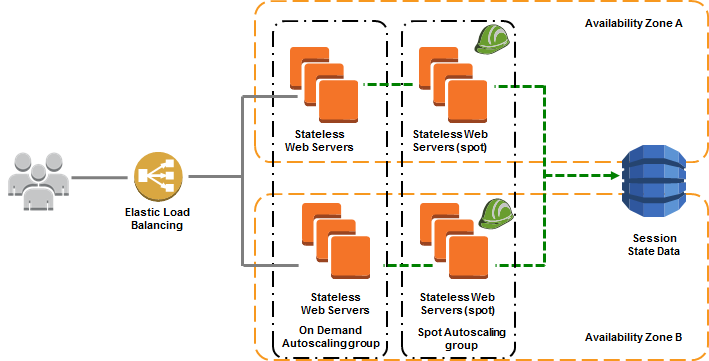 Availability Zone A
Stateless
Web Servers
Stateless Web
Servers (spot)
Elastic Load
Balancing
Session
State Data
Stateless
Web Servers
Stateless Web
Servers (spot)
On Demand
Autoscaling group
Spot Autoscaling
group
Availability Zone B